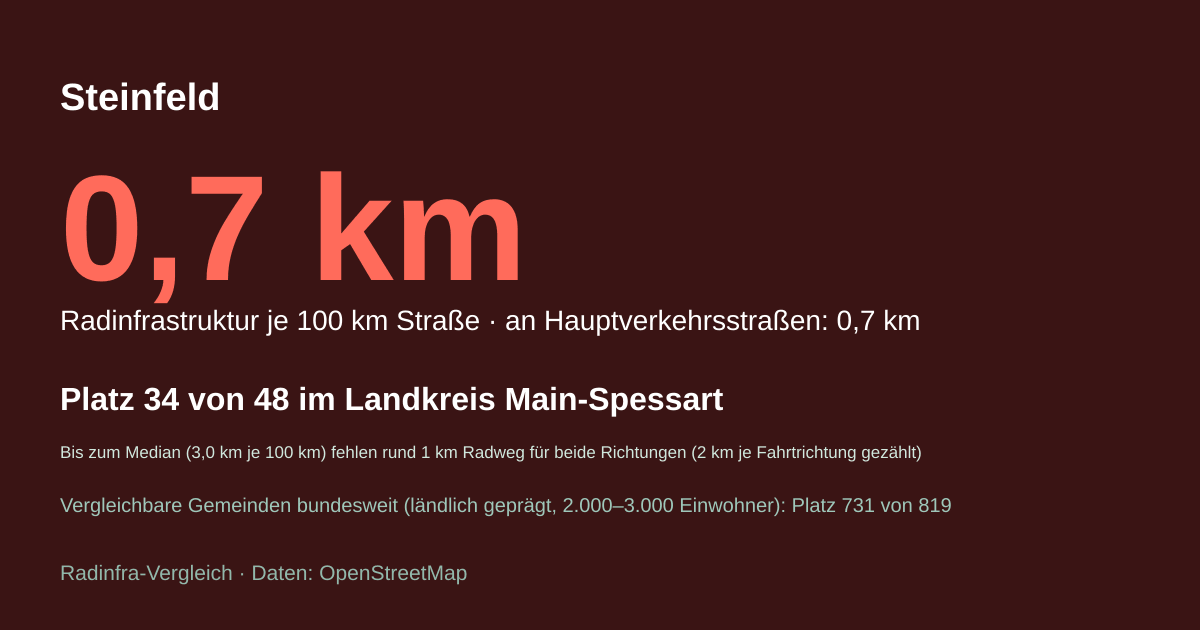 Steinfeld
0,7 km
Radinfrastruktur je 100 km Straße · an Hauptverkehrsstraßen: 0,7 km
Platz 34 von 48 im Landkreis Main-Spessart
Bis zum Median (3,0 km je 100 km) fehlen rund 1 km Radweg für beide Richtungen (2 km je Fahrtrichtung gezählt)
Vergleichbare Gemeinden bundesweit (ländlich geprägt, 2.000–3.000 Einwohner): Platz 731 von 819
Radinfra-Vergleich · Daten: OpenStreetMap